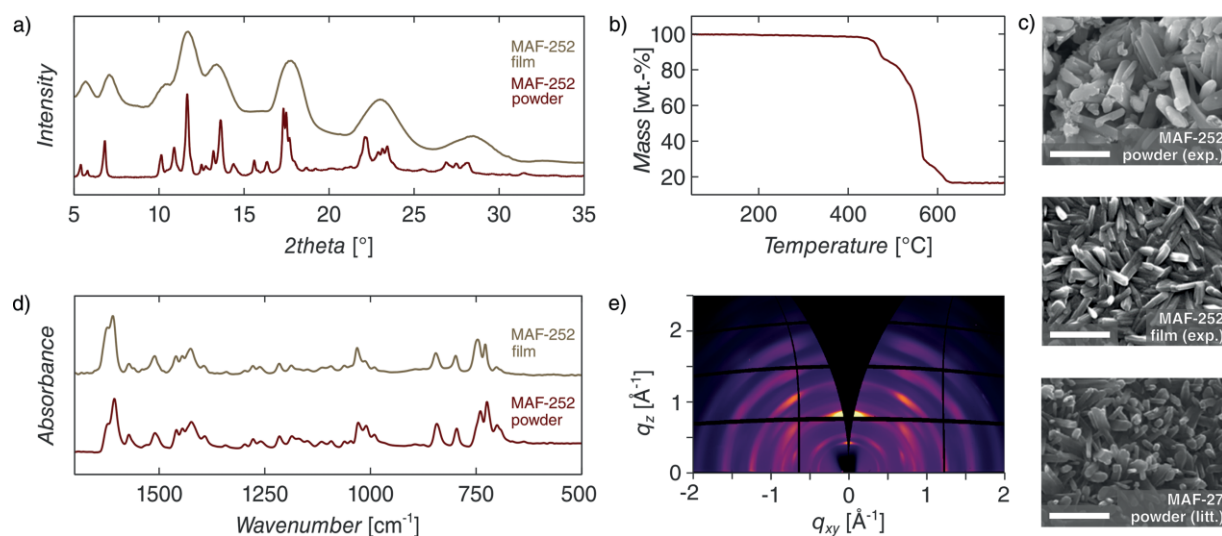 a)
Intensity
MAF-252
film
MAF-252
powder
5 10 15 20 25 30 35
2theta [°]
b)
Mass [wt.-%]
100
80
60
40
20
200 400 600
Temperature [°C]
c)
MAF-252
powder (exp.)
MAF-252
film (exp.)
MAF-27
powder (litt.)
d)
Absorbance
MAF-252
film
MAF-252
powder
1500 1250 1000 750 500
Wavenumber [cm-1]
e)
qz [Å-1]
2
1
0
-2 -1 0 1 2
qxy [Å-1]